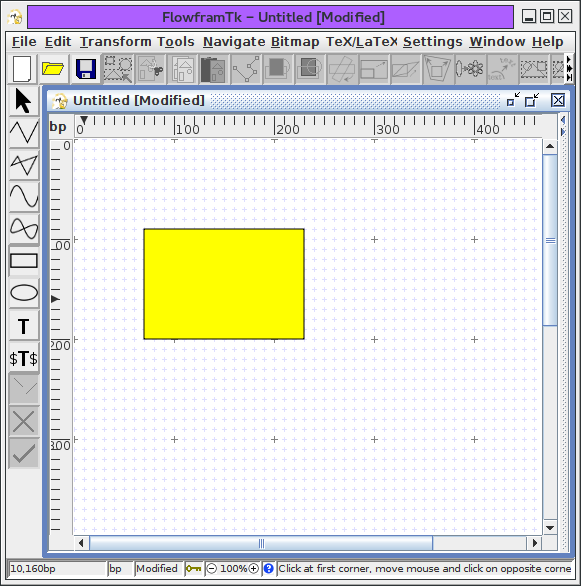 FlowframTk - Untitled [Modified]
File Edit Transform Tools Navigate Bitmap TeX/LaTeX Settings Window Help
Untitled [Modified]
bp 0 100 200 300 400
0
100
200
300
T
$T$
10,160bp bp Modified 100% Click at first corner, move mouse and click on opposite corne